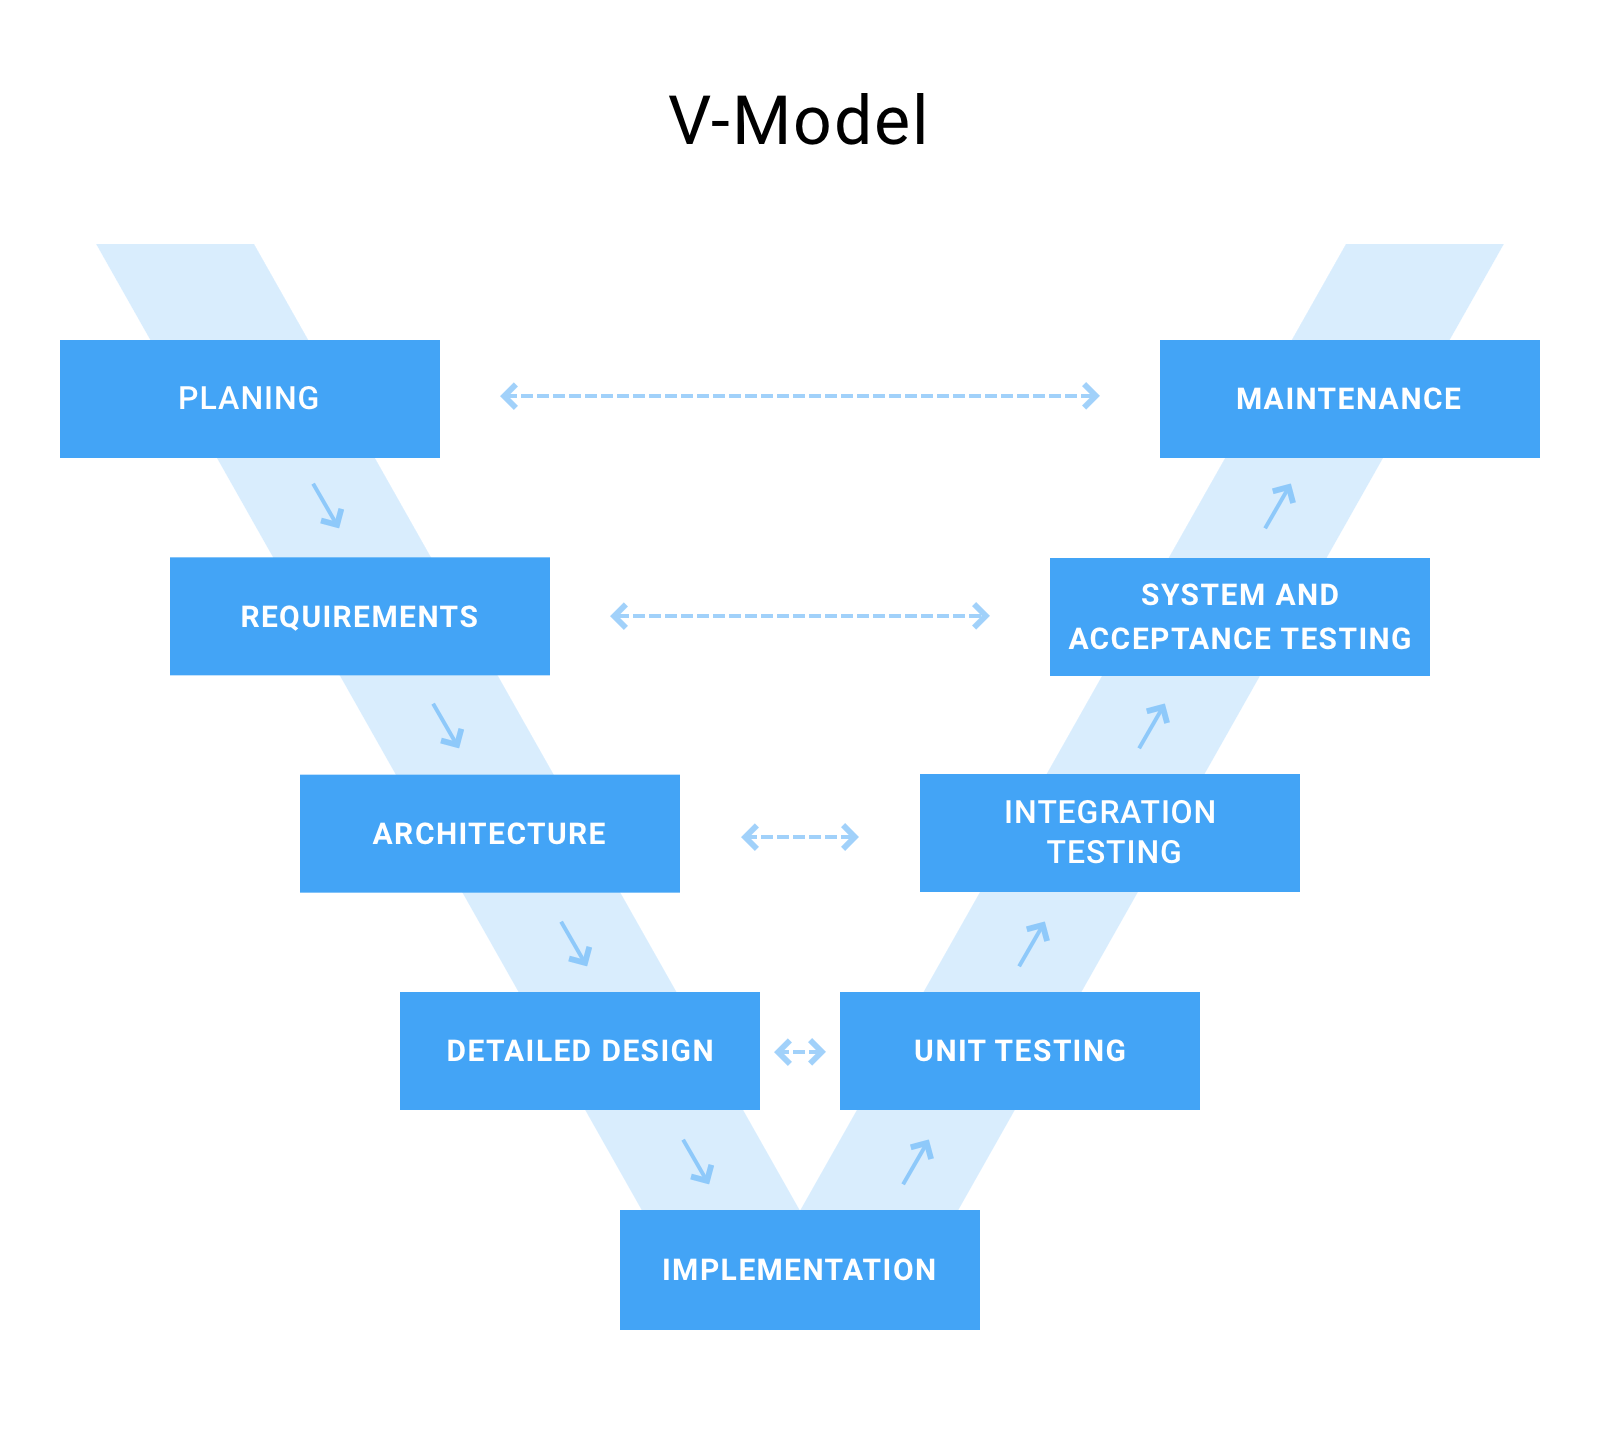 V-Model
PLANING
MAINTENANCE
REQUIREMENTS
SYSTEM AND
ACCEPTANCE TESTING
ARCHITECTURE
INTEGRATION
TESTING
DETAILED DESIGN
UNIT TESTING
IMPLEMENTATION